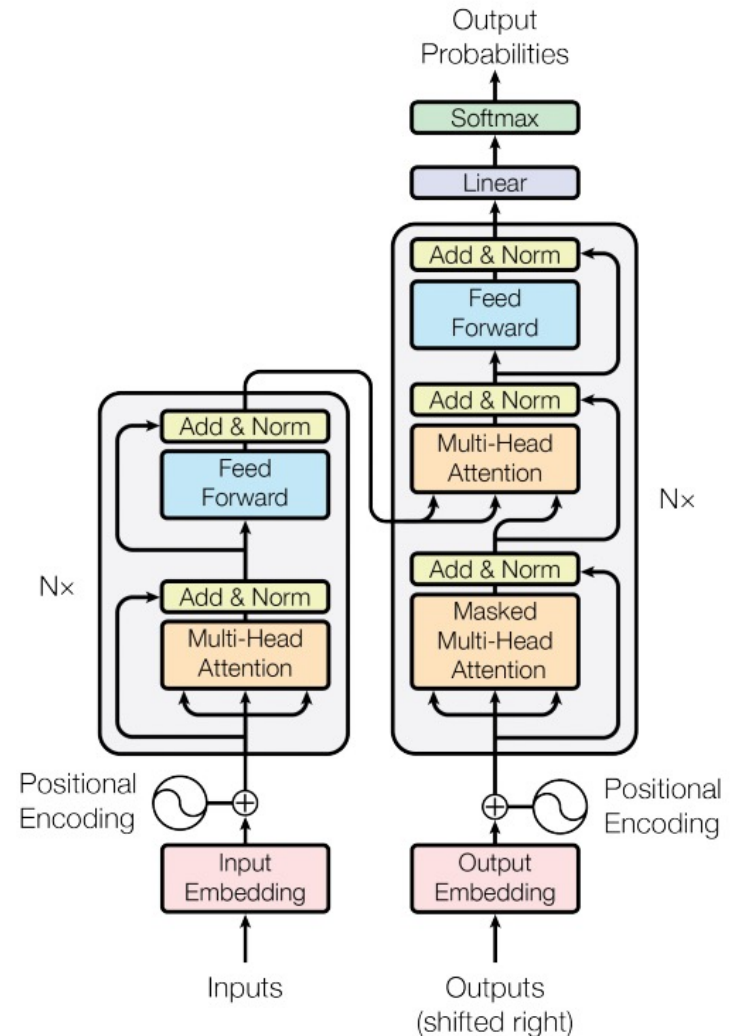 Output
Probabilities
Softmax
Linear
Add & Norm
Feed
Forward
Add & Norm
Multi-Head
Attention
Nx
Add & Norm
Masked
Multi-Head
Attention
Add & Norm
Feed
Forward
Nx
Add & Norm
Multi-Head
Attention
Positional
Encoding
Positional
Encoding
Input
Embedding
Output
Embedding
Inputs
Outputs
(shifted right)